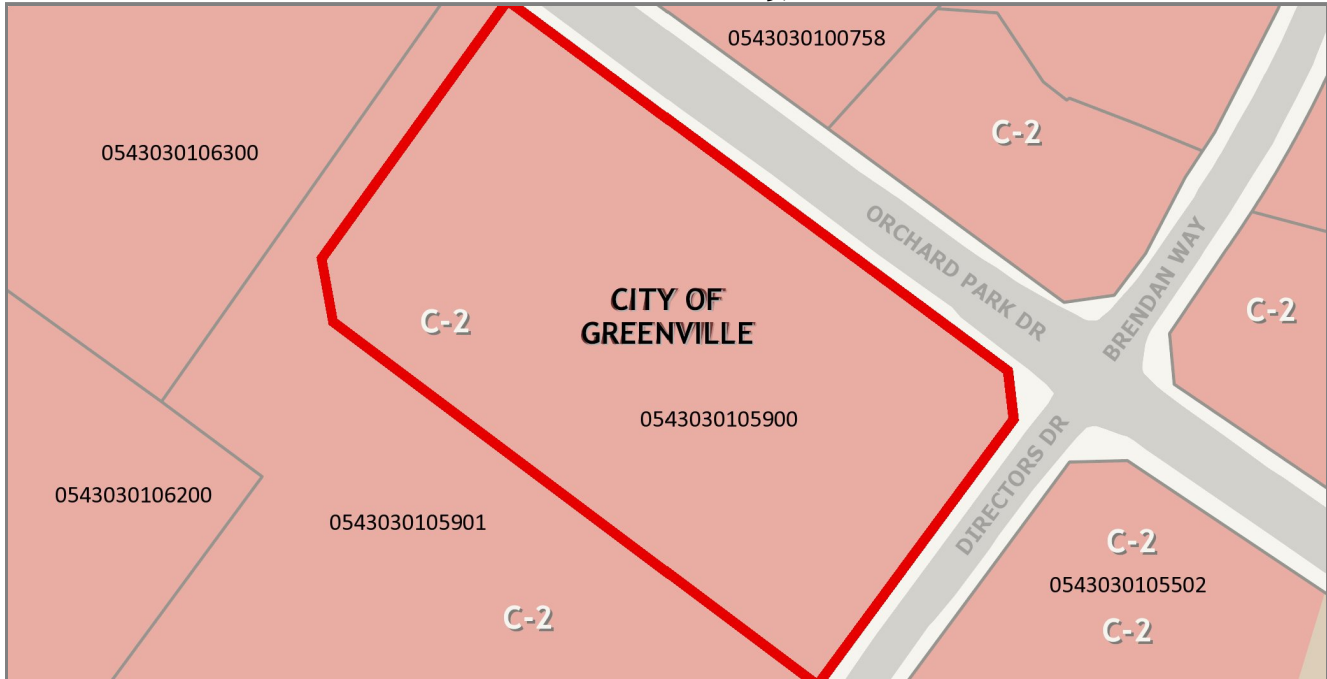 0543030100758
C-2
0543030106300
ORCHARD PARK DR
BRENDAN WAY
CITY OF
GREENVILLE
C-2
C-2
0543030105900
DIRECTORS DR
0543030106200
0543030105901
C-2
0543030105502
C-2
C-2